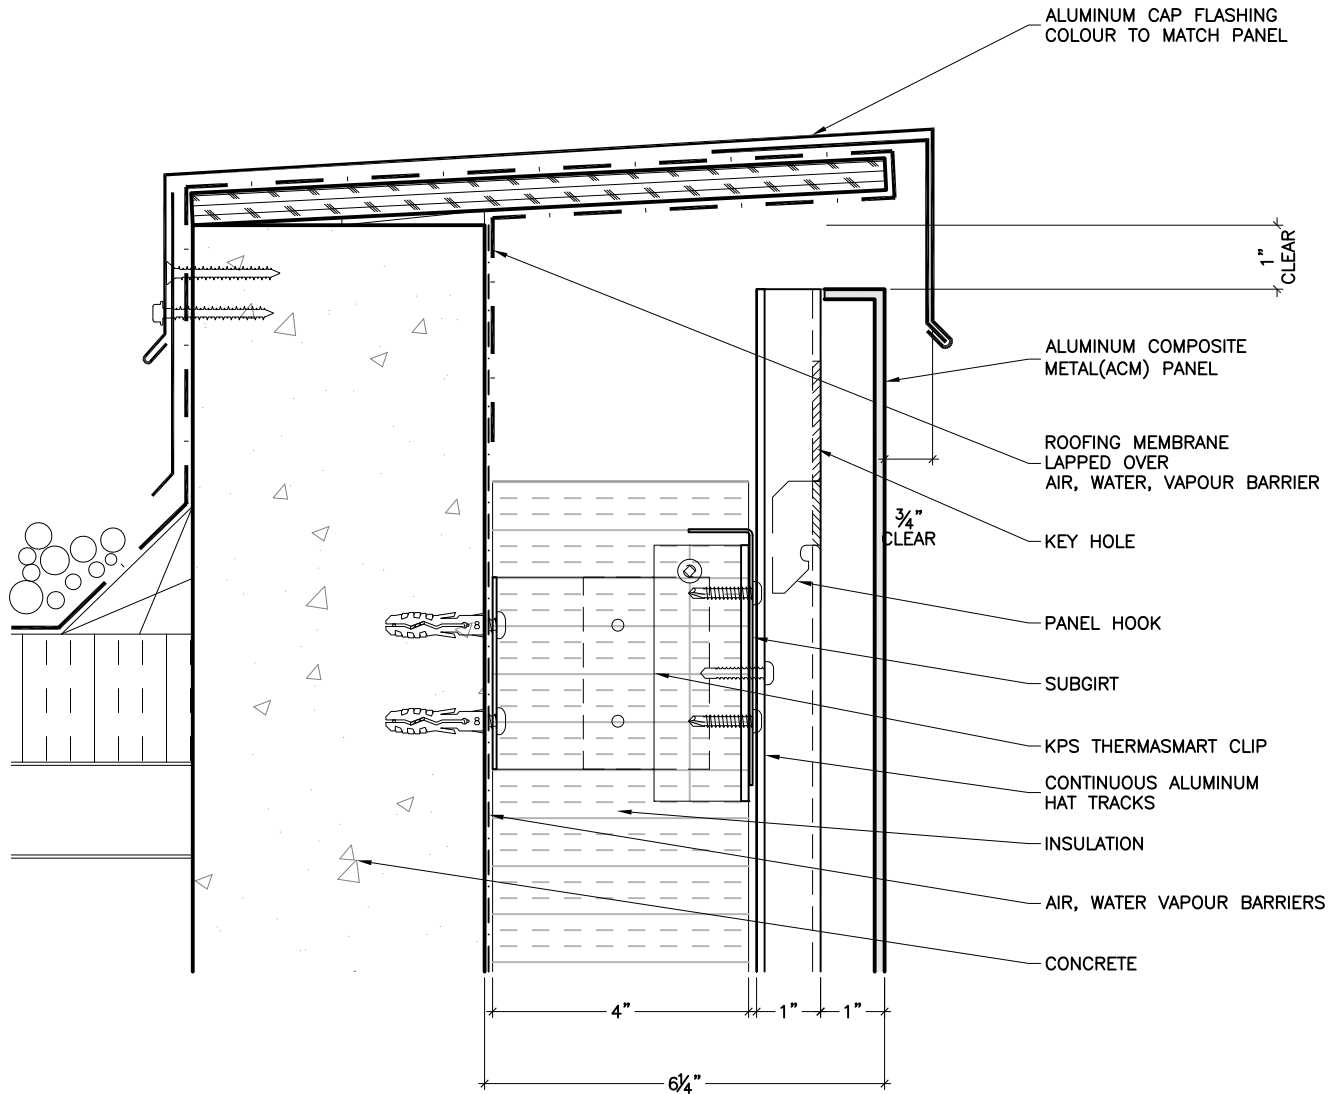 ALUMINUM CAP FLASHING
COLOUR TO MATCH PANEL
1"
CLEAR
ALUMINUM COMPOSITE
METAL(ACM) PANEL
ROOFING MEMBRANE
LAPPED OVER
AIR, WATER, VAPOUR BARRIER
3/4"
CLEAR
KEY HOLE
PANEL HOOK
8
SUBGIRT
8
KPS THERMASMART CLIP
CONTINUOUS ALUMINUM
HAT TRACKS
INSULATION
AIR, WATER VAPOUR BARRIERS
CONCRETE
4" 1" 1"
61/4"